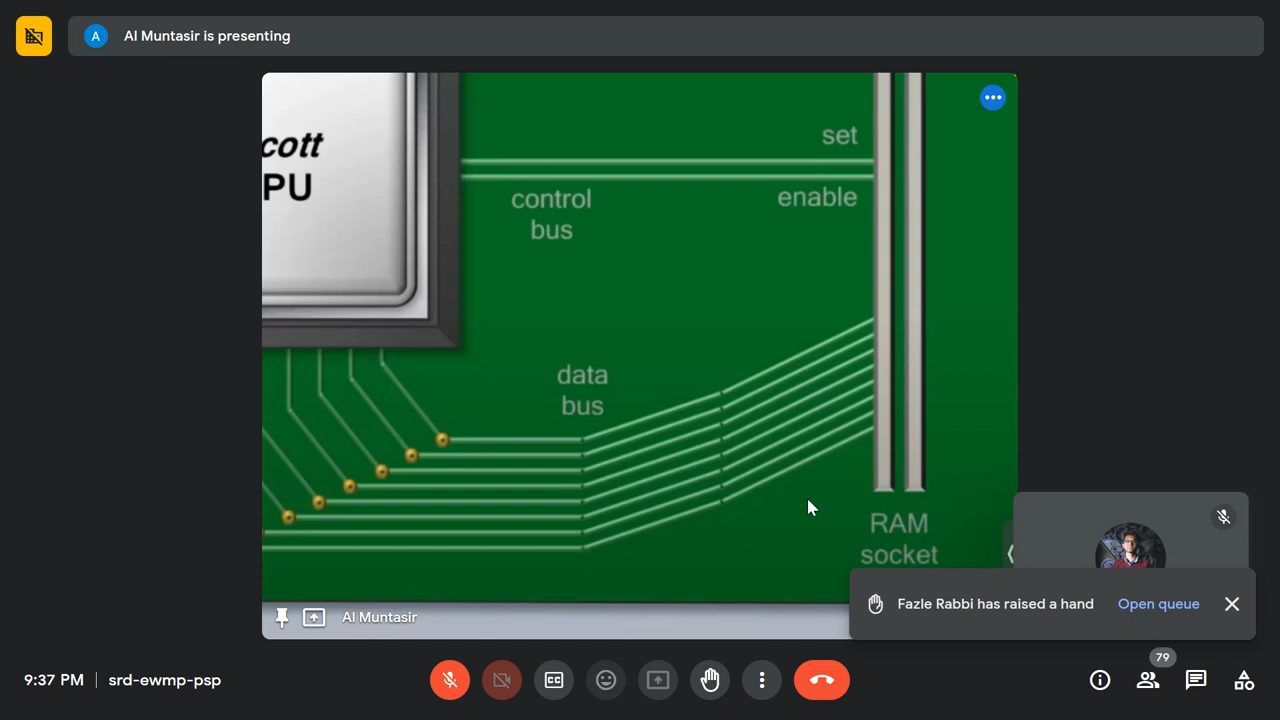 A
Al Muntasir is presenting
cott
PU
set
control
bus
enable
data
bus
RAM
socket
Al Muntasir
Fazle Rabbi has raised a hand
Open queue
9:37 PM
srd-ewmp-psp
CC
79